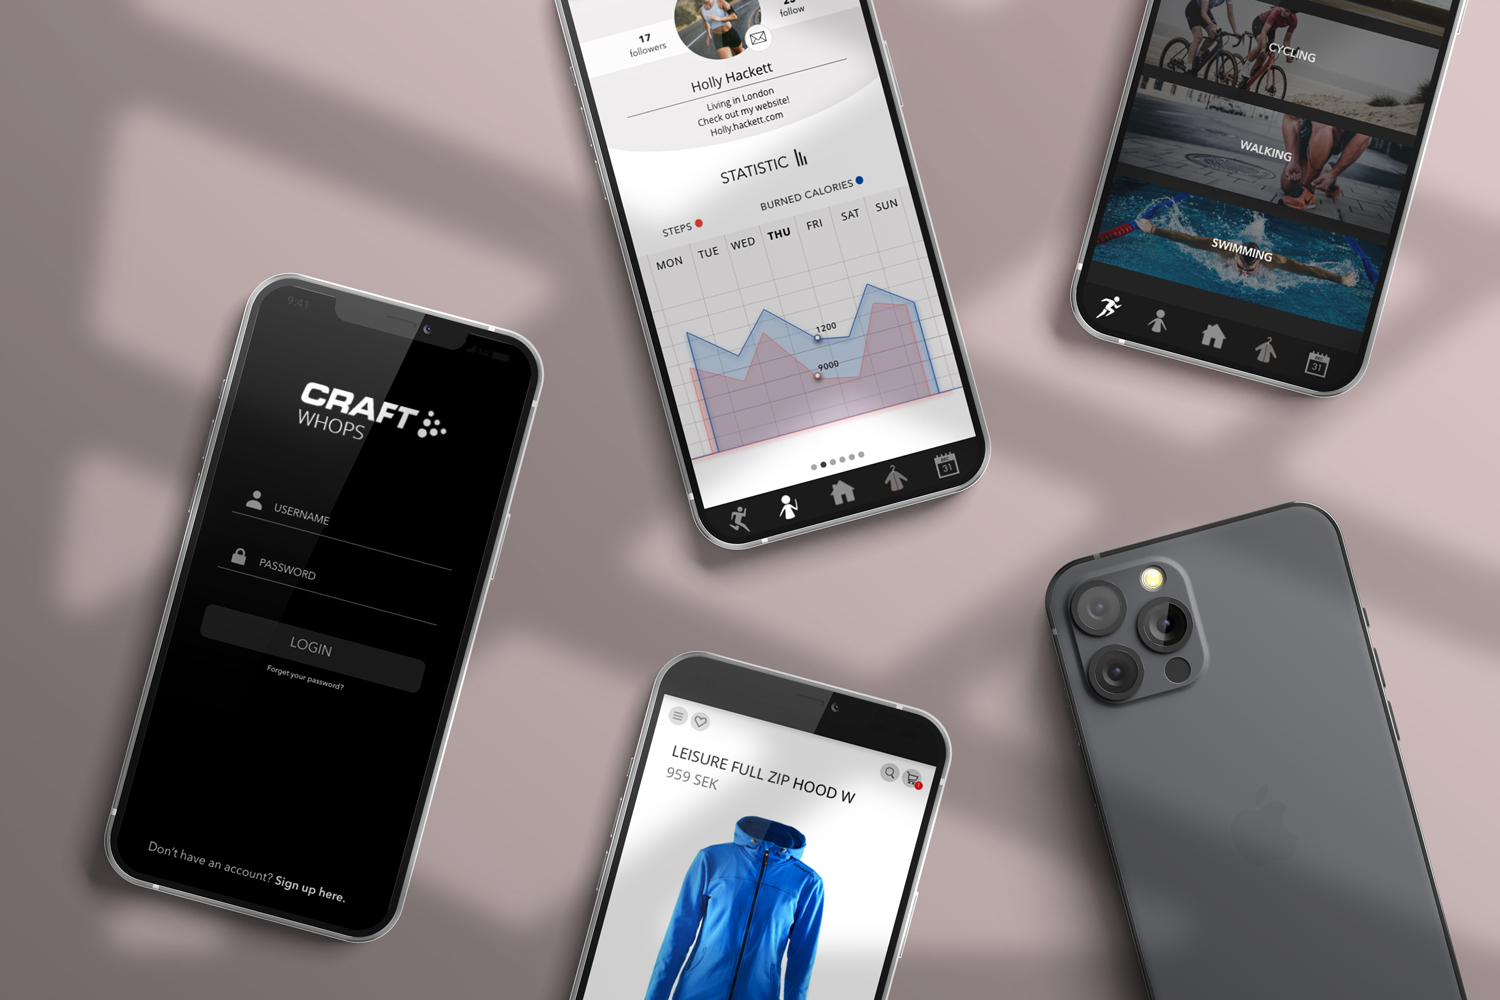 9:41
CRAFT
WHOPS
USERNAME
PASSWORD
LOGIN
Forget your password?
Don't have an account? Sign up here.
17
followers
follow
Holly Hackett
Living in London
Check out my website!
Holly.hackett.com
STATISTIC
STEPS
BURNED CALORIES
MON TUE WED THU FRI SAT SUN
1200
9000
31
CYCLING
WALKING
SWIMMING
31
LEISURE FULL ZIP HOOD W
959 SEK